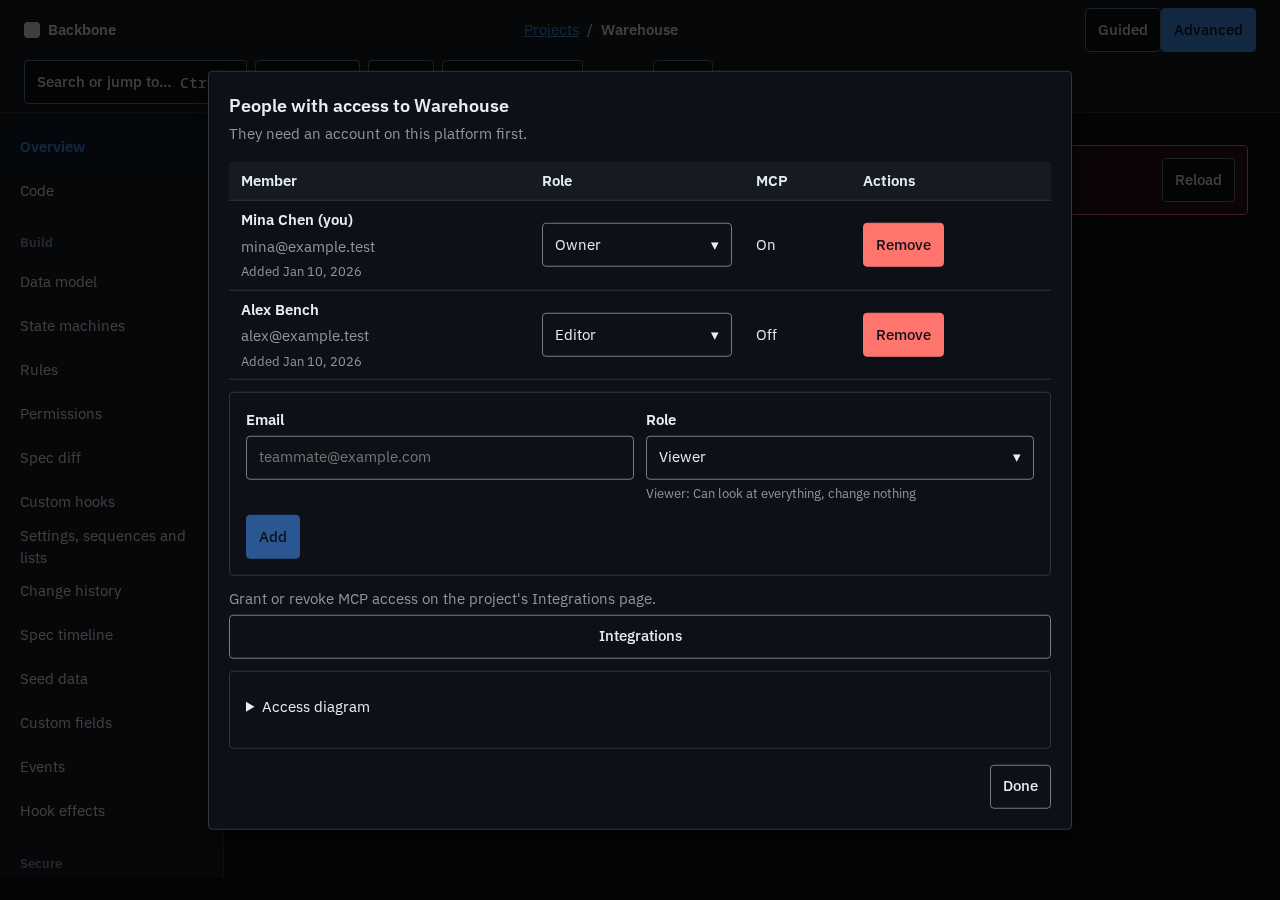 Backbone
Projects / Warehouse
Guided
Advanced
Search or jump to... Ctr
People with access to Warehouse
They need an account on this platform first.
Member Role MCP Actions
Mina Chen (you)
mina@example.test
Added Jan 10, 2026
Owner
On
Remove
Alex Bench
alex@example.test
Added Jan 10, 2026
Editor
Off
Remove
Email
teammate@example.com
Role
Viewer
Viewer: Can look at everything, change nothing
Add
Grant or revoke MCP access on the project's Integrations page.
Integrations
Access diagram
Done
Overview
Code
Build
Data model
State machines
Rules
Permissions
Spec diff
Custom hooks
Settings, sequences and
lists
Change history
Spec timeline
Seed data
Custom fields
Events
Hook effects
Secure
Reload